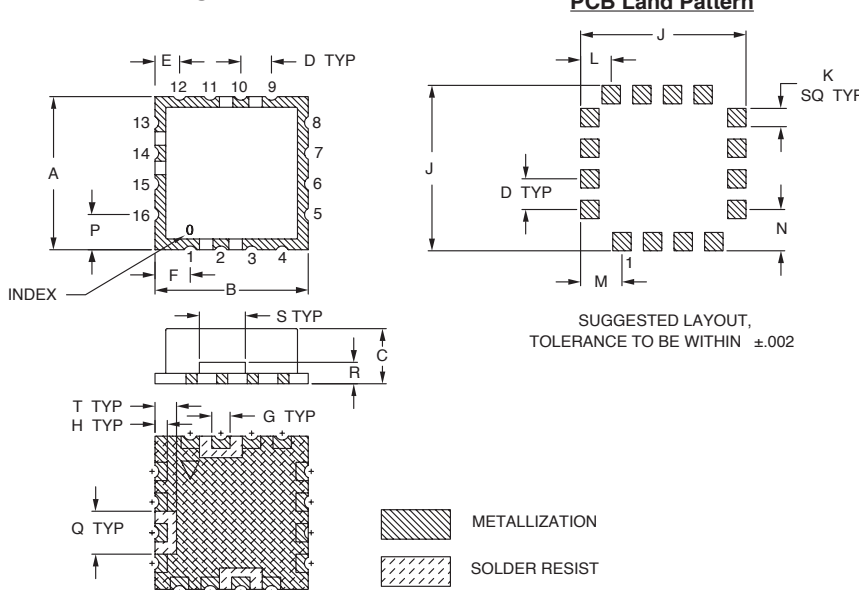 PCB Land Pattern
E
D TYP
12 11 10 9
13
14
15
16
8
7
6
5
A
P
0
1 2 3 4
F
B
INDEX
J
L
K
SQ TYP
J
D TYP
N
1
M
SUGGESTED LAYOUT,
TOLERANCE TO BE WITHIN ±.002
S TYP
C
R
T TYP
H TYP
G TYP
Q TYP
METALLIZATION
SOLDER RESIST